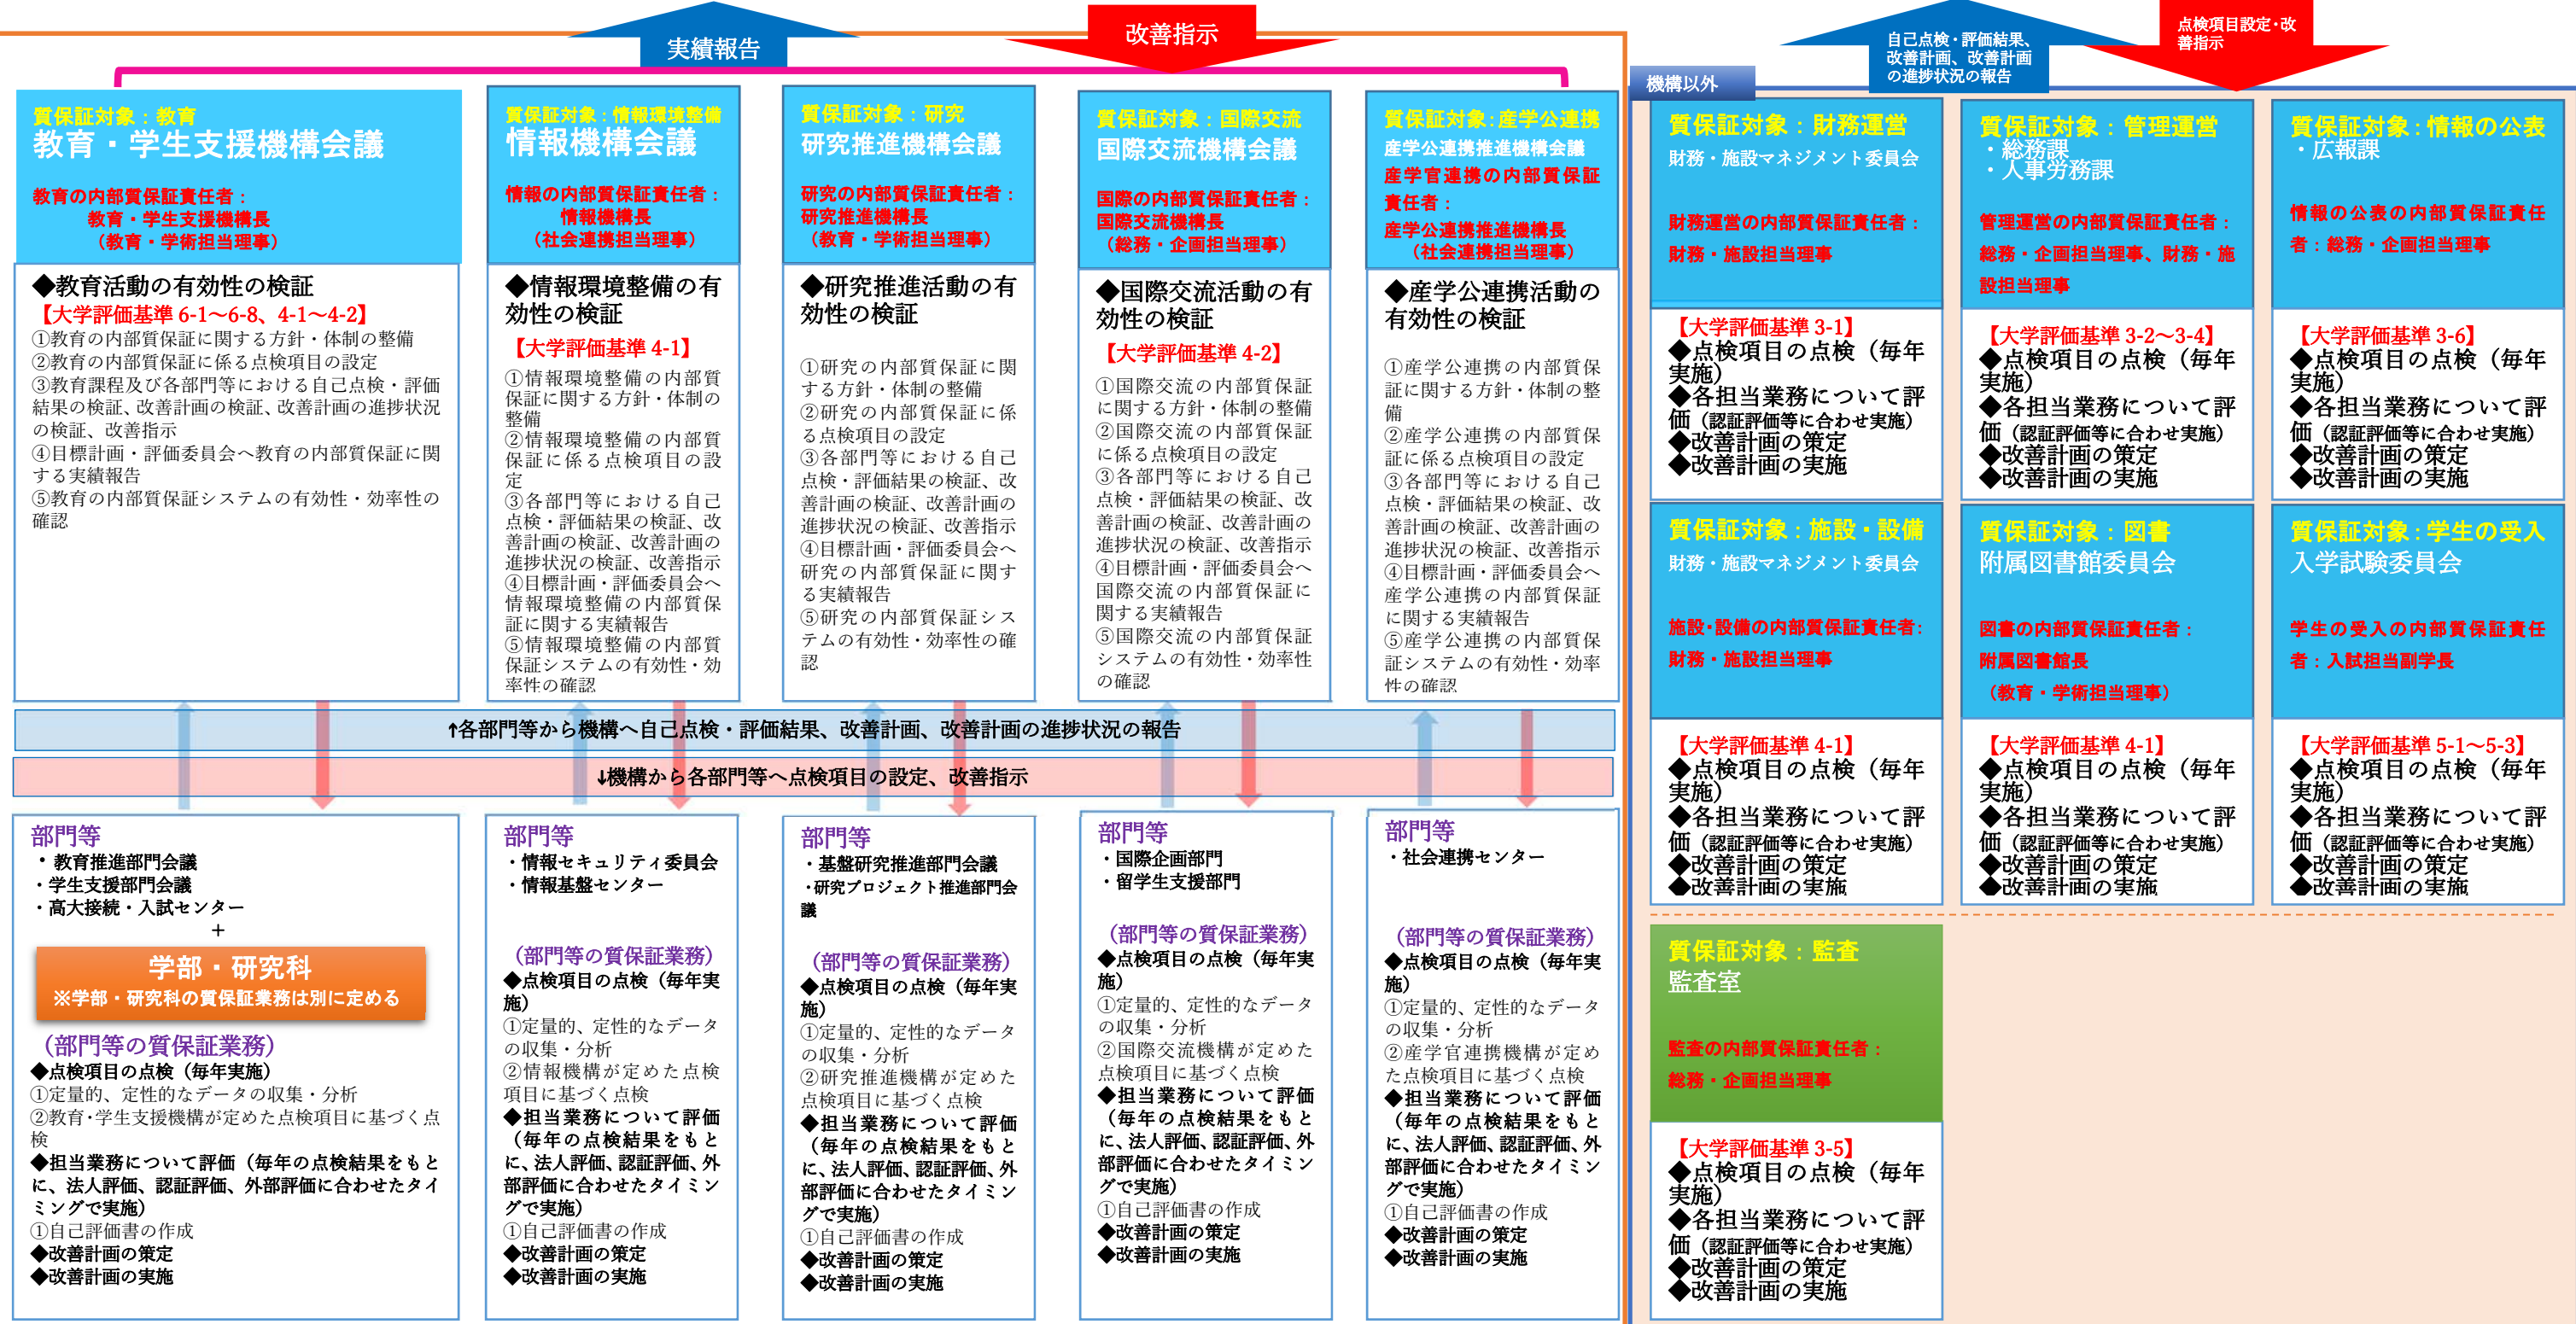 実績報告
改善指示
自己点検・評価結果、
改善計画、改善計画
の進捗状況の報告
点検項目設定・改
善指示
質保証対象：教育
教育・学生支援機構会議
教育の内部質保証責任者：
教育・学生支援機構長
（教育・学術担当理事）
◆教育活動の有効性の検証
【大学評価基準 6-1～6-8、4-1～4-2】
①教育の内部質保証に関する方針・体制の整備
②教育の内部質保証に係る点検項目の設定
③教育課程及び各部門等における自己点検・評価
結果の検証、改善計画の検証、改善計画の進捗状況
の検証、改善指示
④目標計画・評価委員会へ教育の内部質保証に関
する実績報告
⑤教育の内部質保証システムの有効性・効率性の
確認
質保証対象：情報環境整備
情報機構会議
情報の内部質保証責任者：
情報機構長
（社会連携担当理事）
◆情報環境整備の有
効性の検証
【大学評価基準 4-1】
①情報環境整備の内部質
保証に関する方針・体制の
整備
②情報環境整備の内部質
保証に係る点検項目の設
定
③各部門等における自己
点検・評価結果の検証、改
善計画の検証、改善計画の
進捗状況の検証、改善指示
④目標計画・評価委員会へ
情報環境整備の内部質保
証に関する実績報告
⑤情報環境整備の内部質
保証システムの有効性・効
率性の確認
質保証対象：研究
研究推進機構会議
研究の内部質保証責任者：
研究推進機構長
（教育・学術担当理事）
◆研究推進活動の有
効性の検証
①研究の内部質保証に関
する方針・体制の整備
②研究の内部質保証に係
る点検項目の設定
③各部門等における自己
点検・評価結果の検証、改
善計画の検証、改善計画の
進捗状況の検証、改善指示
④目標計画・評価委員会へ
研究の内部質保証に関す
る実績報告
⑤研究の内部質保証シス
テムの有効性・効率性の確
認
質保証対象：国際交流
国際交流機構会議
国際の内部質保証責任者：
国際交流機構長
（総務・企画担当理事）
◆国際交流活動の有
効性の検証
【大学評価基準 4-2】
①国際交流の内部質保証
に関する方針・体制の整備
②国際交流の内部質保証
に係る点検項目の設定
③各部門等における自己
点検・評価結果の検証、改
善計画の検証、改善計画の
進捗状況の検証、改善指示
④目標計画・評価委員会へ
国際交流の内部質保証に
関する実績報告
⑤国際交流の内部質保証
システムの有効性・効率性
の確認
質保証対象：産学公連携
産学公連携推進機構会議
産学官連携の内部質保証
責任者：
産学公連携推進機構長
（社会連携担当理事）
◆産学公連携活動の
有効性の検証
①産学公連携の内部質保
証に関する方針・体制の整
備
②産学公連携の内部質保
証に係る点検項目の設定
③各部門等における自己
点検・評価結果の検証、改
善計画の検証、改善計画の
進捗状況の検証、改善指示
④目標計画・評価委員会へ
産学公連携の内部質保証
に関する実績報告
⑤産学公連携の内部質保
証システムの有効性・効率
性の確認
↑各部門等から機構へ自己点検・評価結果、改善計画、改善計画の進捗状況の報告
↓機構から各部門等へ点検項目の設定、改善指示
部門等
・教育推進部門会議
・学生支援部門会議
・高大接続・入試センター
＋
学部・研究科
※学部・研究科の質保証業務は別に定める
（部門等の質保証業務）
◆点検項目の点検（毎年実施）
①定量的、定性的なデータの収集・分析
②教育・学生支援機構が定めた点検項目に基づく点
検
◆担当業務について評価（毎年の点検結果をもと
に、法人評価、認証評価、外部評価に合わせたタイ
ミングで実施）
①自己評価書の作成
◆改善計画の策定
◆改善計画の実施
部門等
・情報セキュリティ委員会
・情報基盤センター
（部門等の質保証業務）
◆点検項目の点検（毎年実
施）
①定量的、定性的なデータ
の収集・分析
②情報機構が定めた点検
項目に基づく点検
◆担当業務について評価
（毎年の点検結果をもと
に、法人評価、認証評価、外
部評価に合わせたタイミン
グで実施）
①自己評価書の作成
◆改善計画の策定
◆改善計画の実施
部門等
・基盤研究推進部門会議
・研究プロジェクト推進部門会
議
（部門等の質保証業務）
◆点検項目の点検（毎年実
施）
①定量的、定性的なデータ
の収集・分析
②研究推進機構が定めた
点検項目に基づく点検
◆担当業務について評価
（毎年の点検結果をもと
に、法人評価、認証評価、外
部評価に合わせたタイミン
グで実施）
①自己評価書の作成
◆改善計画の策定
◆改善計画の実施
部門等
・国際企画部門
・留学生支援部門
（部門等の質保証業務）
◆点検項目の点検（毎年実
施）
①定量的、定性的なデータ
の収集・分析
②国際交流機構が定めた
点検項目に基づく点検
◆担当業務について評価
（毎年の点検結果をもと
に、法人評価、認証評価、外
部評価に合わせたタイミン
グで実施）
①自己評価書の作成
◆改善計画の策定
◆改善計画の実施
部門等
・社会連携センター
（部門等の質保証業務）
◆点検項目の点検（毎年実
施）
①定量的、定性的なデータ
の収集・分析
②産学官連携機構が定め
た点検項目に基づく点検
◆担当業務について評価
（毎年の点検結果をもと
に、法人評価、認証評価、外
部評価に合わせたタイミン
グで実施）
①自己評価書の作成
◆改善計画の策定
◆改善計画の実施
機構以外
質保証対象：財務運営
財務・施設マネジメント委員会
財務運営の内部質保証責任者：
財務・施設担当理事
【大学評価基準 3-1】
◆点検項目の点検（毎年
実施）
◆各担当業務について評
価（認証評価等に合わせ実施）
◆改善計画の策定
◆改善計画の実施
質保証対象：管理運営
・総務課
・人事労務課
管理運営の内部質保証責任者：
総務・企画担当理事、財務・施
設担当理事
【大学評価基準 3-2～3-4】
◆点検項目の点検（毎年
実施）
◆各担当業務について評
価（認証評価等に合わせ実施）
◆改善計画の策定
◆改善計画の実施
質保証対象：情報の公表
・広報課
情報の公表の内部質保証責任
者：総務・企画担当理事
【大学評価基準 3-6】
◆点検項目の点検（毎年
実施）
◆各担当業務について評
価（認証評価等に合わせ実施）
◆改善計画の策定
◆改善計画の実施
質保証対象：施設・設備
財務・施設マネジメント委員会
施設・設備の内部質保証責任者：
財務・施設担当理事
【大学評価基準 4-1】
◆点検項目の点検（毎年
実施）
◆各担当業務について評
価（認証評価等に合わせ実施）
◆改善計画の策定
◆改善計画の実施
質保証対象：図書
附属図書館委員会
図書の内部質保証責任者：
附属図書館長
（教育・学術担当理事）
【大学評価基準 4-1】
◆点検項目の点検（毎年
実施）
◆各担当業務について評
価（認証評価等に合わせ実施）
◆改善計画の策定
◆改善計画の実施
質保証対象：学生の受入
入学試験委員会
学生の受入の内部質保証責任
者：入試担当副学長
【大学評価基準 5-1～5-3】
◆点検項目の点検（毎年
実施）
◆各担当業務について評
価（認証評価等に合わせ実施）
◆改善計画の策定
◆改善計画の実施
質保証対象：監査
監査室
監査の内部質保証責任者：
総務・企画担当理事
【大学評価基準 3-5】
◆点検項目の点検（毎年
実施）
◆各担当業務について評
価（認証評価等に合わせ実施）
◆改善計画の策定
◆改善計画の実施